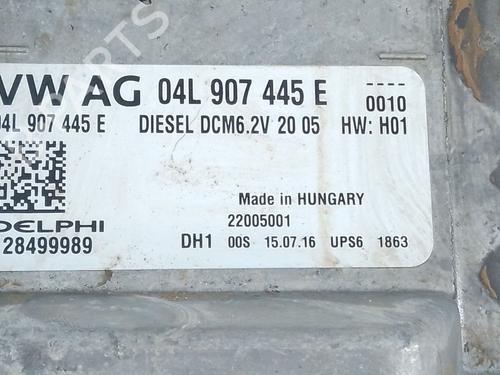 VW AG 04L 907 445 E
----
0010
04L 907 445 E DIESEL DCM6.2V 20 05 HW: H01
Made in HUNGARY
22005001
DELPHI
28499989
DH1 00S 15.07.16 UPS6 1863
PARTS